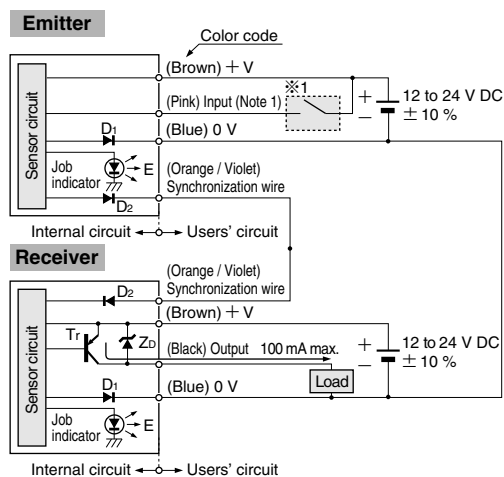 Emitter
Color code
(Brown) + V
※1
(Pink) Input (Note 1)
+
−
12 to 24 V DC
± 10 %
(Blue) 0 V
Sensor circuit
D1
Job
indicator
E
(Orange / Violet)
Synchronization wire
D2
Internal circuit
Users' circuit
Receiver
(Orange / Violet)
Synchronization wire
D2
(Brown) + V
Sensor circuit
Tr
ZD
(Black) Output 100 mA max.
+
−
12 to 24 V DC
± 10 %
Load
D1
(Blue) 0 V
Job
indicator
E
Internal circuit
Users' circuit